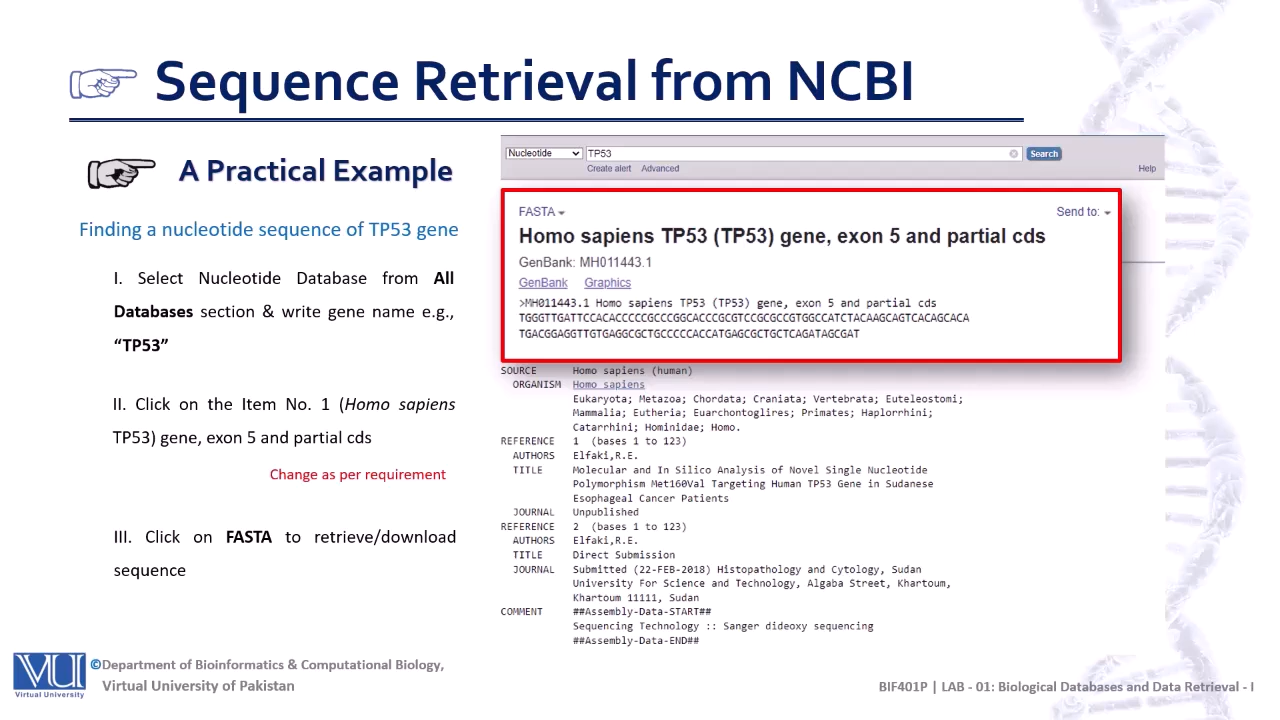 Sequence Retrieval from NCBI
A Practical Example
Finding a nucleotide sequence of TP53 gene
I. Select Nucleotide Database from All
Databases section & write gene name e.g.,
“TP53”
II. Click on the Item No. 1 (Homo sapiens
TP53) gene, exon 5 and partial cds
Change as per requirement
III. Click on FASTA to retrieve/download
sequence
Nucleotide TP53 Search
Create alert Advanced Help
FASTA Send to:
Homo sapiens TP53 (TP53) gene, exon 5 and partial cds
GenBank: MH011443.1
GenBank Graphics
>MH011443.1 Homo sapiens TP53 (TP53) gene, exon 5 and partial cds
TGGGTTGATTCCACACCCCCGCCCGGCACCCGCGTCCGCGCCGTGGCCATCTACAAGCAGTCACAGCACA
TGACGGAGGTTGTGAGGCGCTGCCCCCACCATGAGCGCTGCTCAGATAGCGAT
SOURCE Homo sapiens (human)
ORGANISM Homo sapiens
Eukaryota; Metazoa; Chordata; Craniata; Vertebrata; Euteleostomi;
Mammalia; Eutheria; Euarchontoglires; Primates; Haplorrhini;
Catarrhini; Hominidae; Homo.
REFERENCE 1 (bases 1 to 123)
AUTHORS Elfaki,R.E.
TITLE Molecular and In Silico Analysis of Novel Single Nucleotide
Polymorphism Met160Val Targeting Human TP53 Gene in Sudanese
Esophageal Cancer Patients
JOURNAL Unpublished
REFERENCE 2 (bases 1 to 123)
AUTHORS Elfaki,R.E.
TITLE Direct Submission
JOURNAL Submitted (22-FEB-2018) Histopathology and Cytology, Sudan
University For Science and Technology, Algaba Street, Khartoum,
Khartoum 11111, Sudan
COMMENT ##Assembly-Data-START##
Sequencing Technology :: Sanger dideoxy sequencing
##Assembly-Data-END##
VU
Virtual University
©Department of Bioinformatics & Computational Biology,
Virtual University of Pakistan
BIF401P | LAB - 01: Biological Databases and Data Retrieval - I